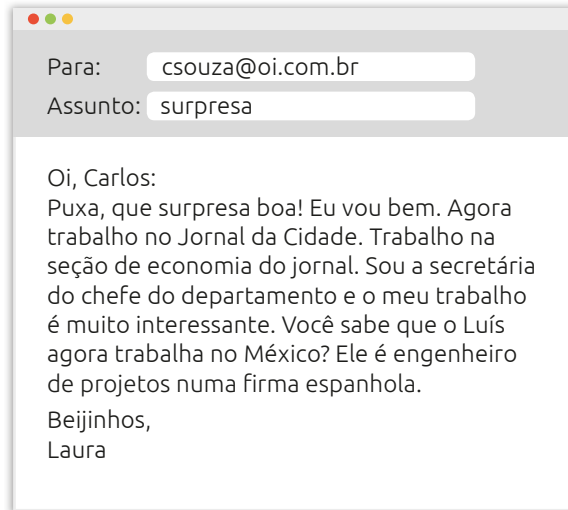 Para: csouza@oi.com.br
Assunto: surpresa
Oi, Carlos:
Puxa, que surpresa boa! Eu vou bem. Agora
trabalho no Jornal da Cidade. Trabalho na
seção de economia do jornal. Sou a secretária
do chefe do departamento e o meu trabalho
é muito interessante. Você sabe que o Luís
agora trabalha no México? Ele é engenheiro
de projetos numa firma espanhola.
Beijinhos,
Laura